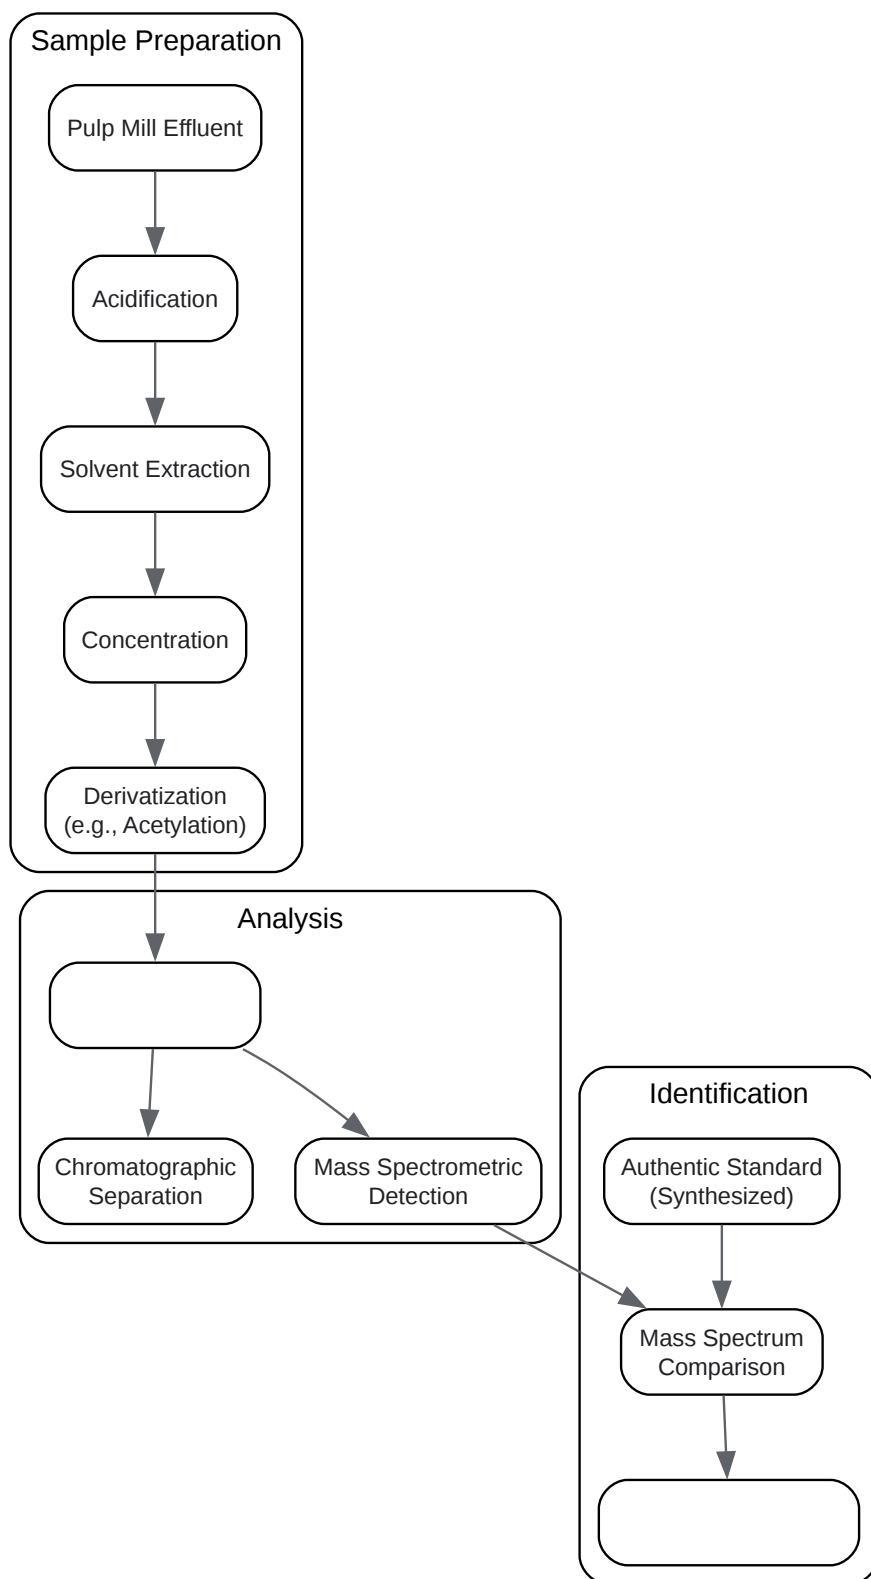 Sample Preparation
Pulp Mill Effluent
Acidification
Solvent Extraction
Concentration
Derivatization
(e.g., Acetylation)
Analysis
Chromatographic
Separation
Mass Spectrometric
Detection
Identification
Authentic Standard
(Synthesized)
Mass Spectrum
Comparison